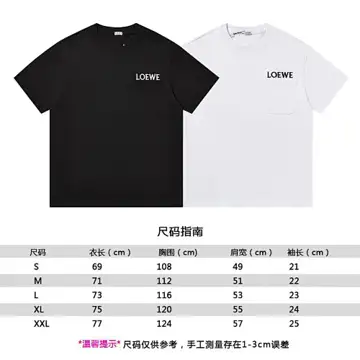 LOEWE LOEWE
尺码指南
尺码 衣长（cm） 胸围(cm) 肩宽（cm） 袖长（cm）
S 69 108 49 21
M 71 112 51 22
L 73 116 53 23
XL 75 120 55 24
XXL 77 124 57 25
*温馨提示* 尺码仅供参考，手工测量存在1-3cm误差